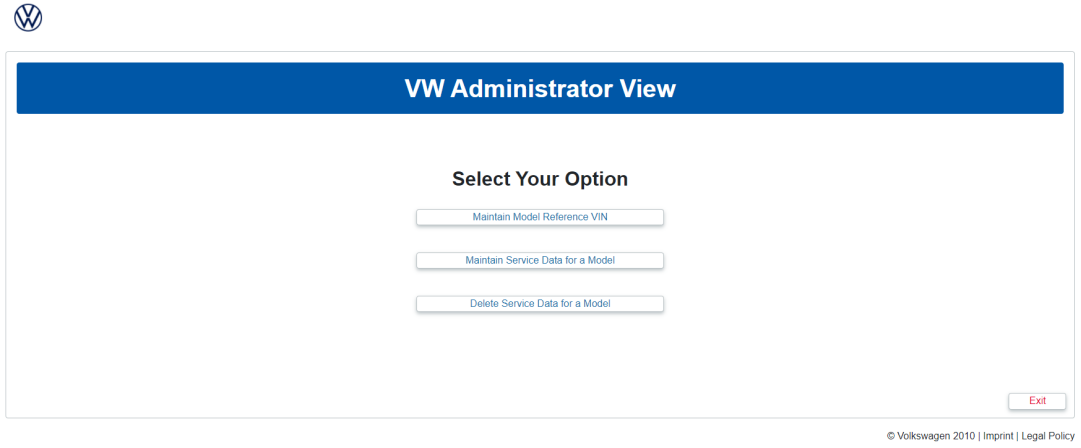 VW Administrator View
Select Your Option
Maintain Model Reference VIN
Maintain Service Data for a Model
Delete Service Data for a Model
Exit
© Volkswagen 2010 | Imprint | Legal Policy